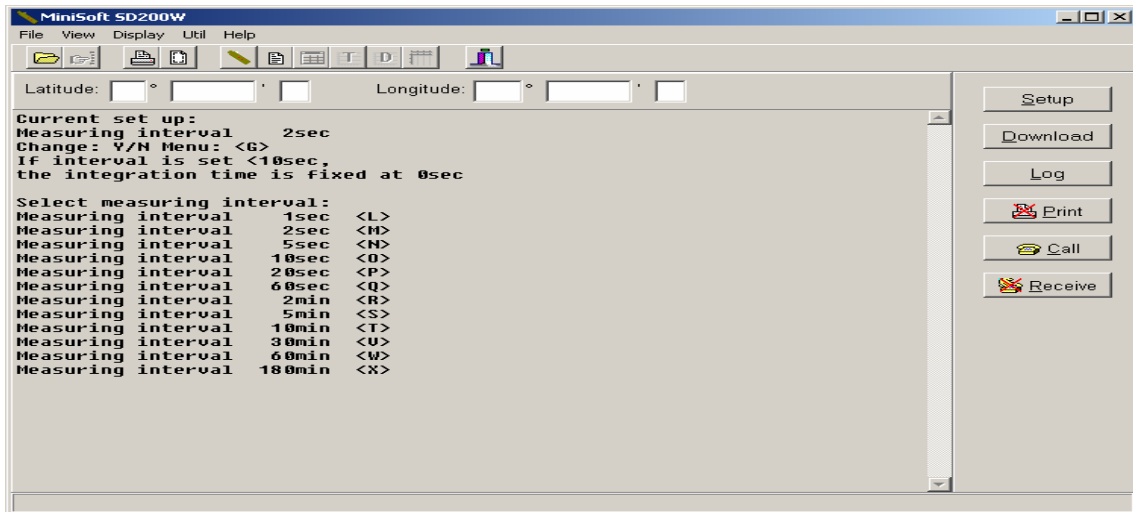 MiniSoft SD200W
File View Display Util Help
T D
Latitude: ° ' Longitude: ° '
Current set up:
Measuring interval 2sec
Change: Y/N Menu: <G>
If interval is set <10sec,
the integration time is fixed at 0sec
Select measuring interval:
Measuring interval 1sec <L>
Measuring interval 2sec <M>
Measuring interval 5sec <N>
Measuring interval 10sec <O>
Measuring interval 20sec <P>
Measuring interval 60sec <Q>
Measuring interval 2min <R>
Measuring interval 5min <S>
Measuring interval 10min <T>
Measuring interval 30min <U>
Measuring interval 60min <W>
Measuring interval 180min <X>
Setup
Download
Log
Print
Call
Receive